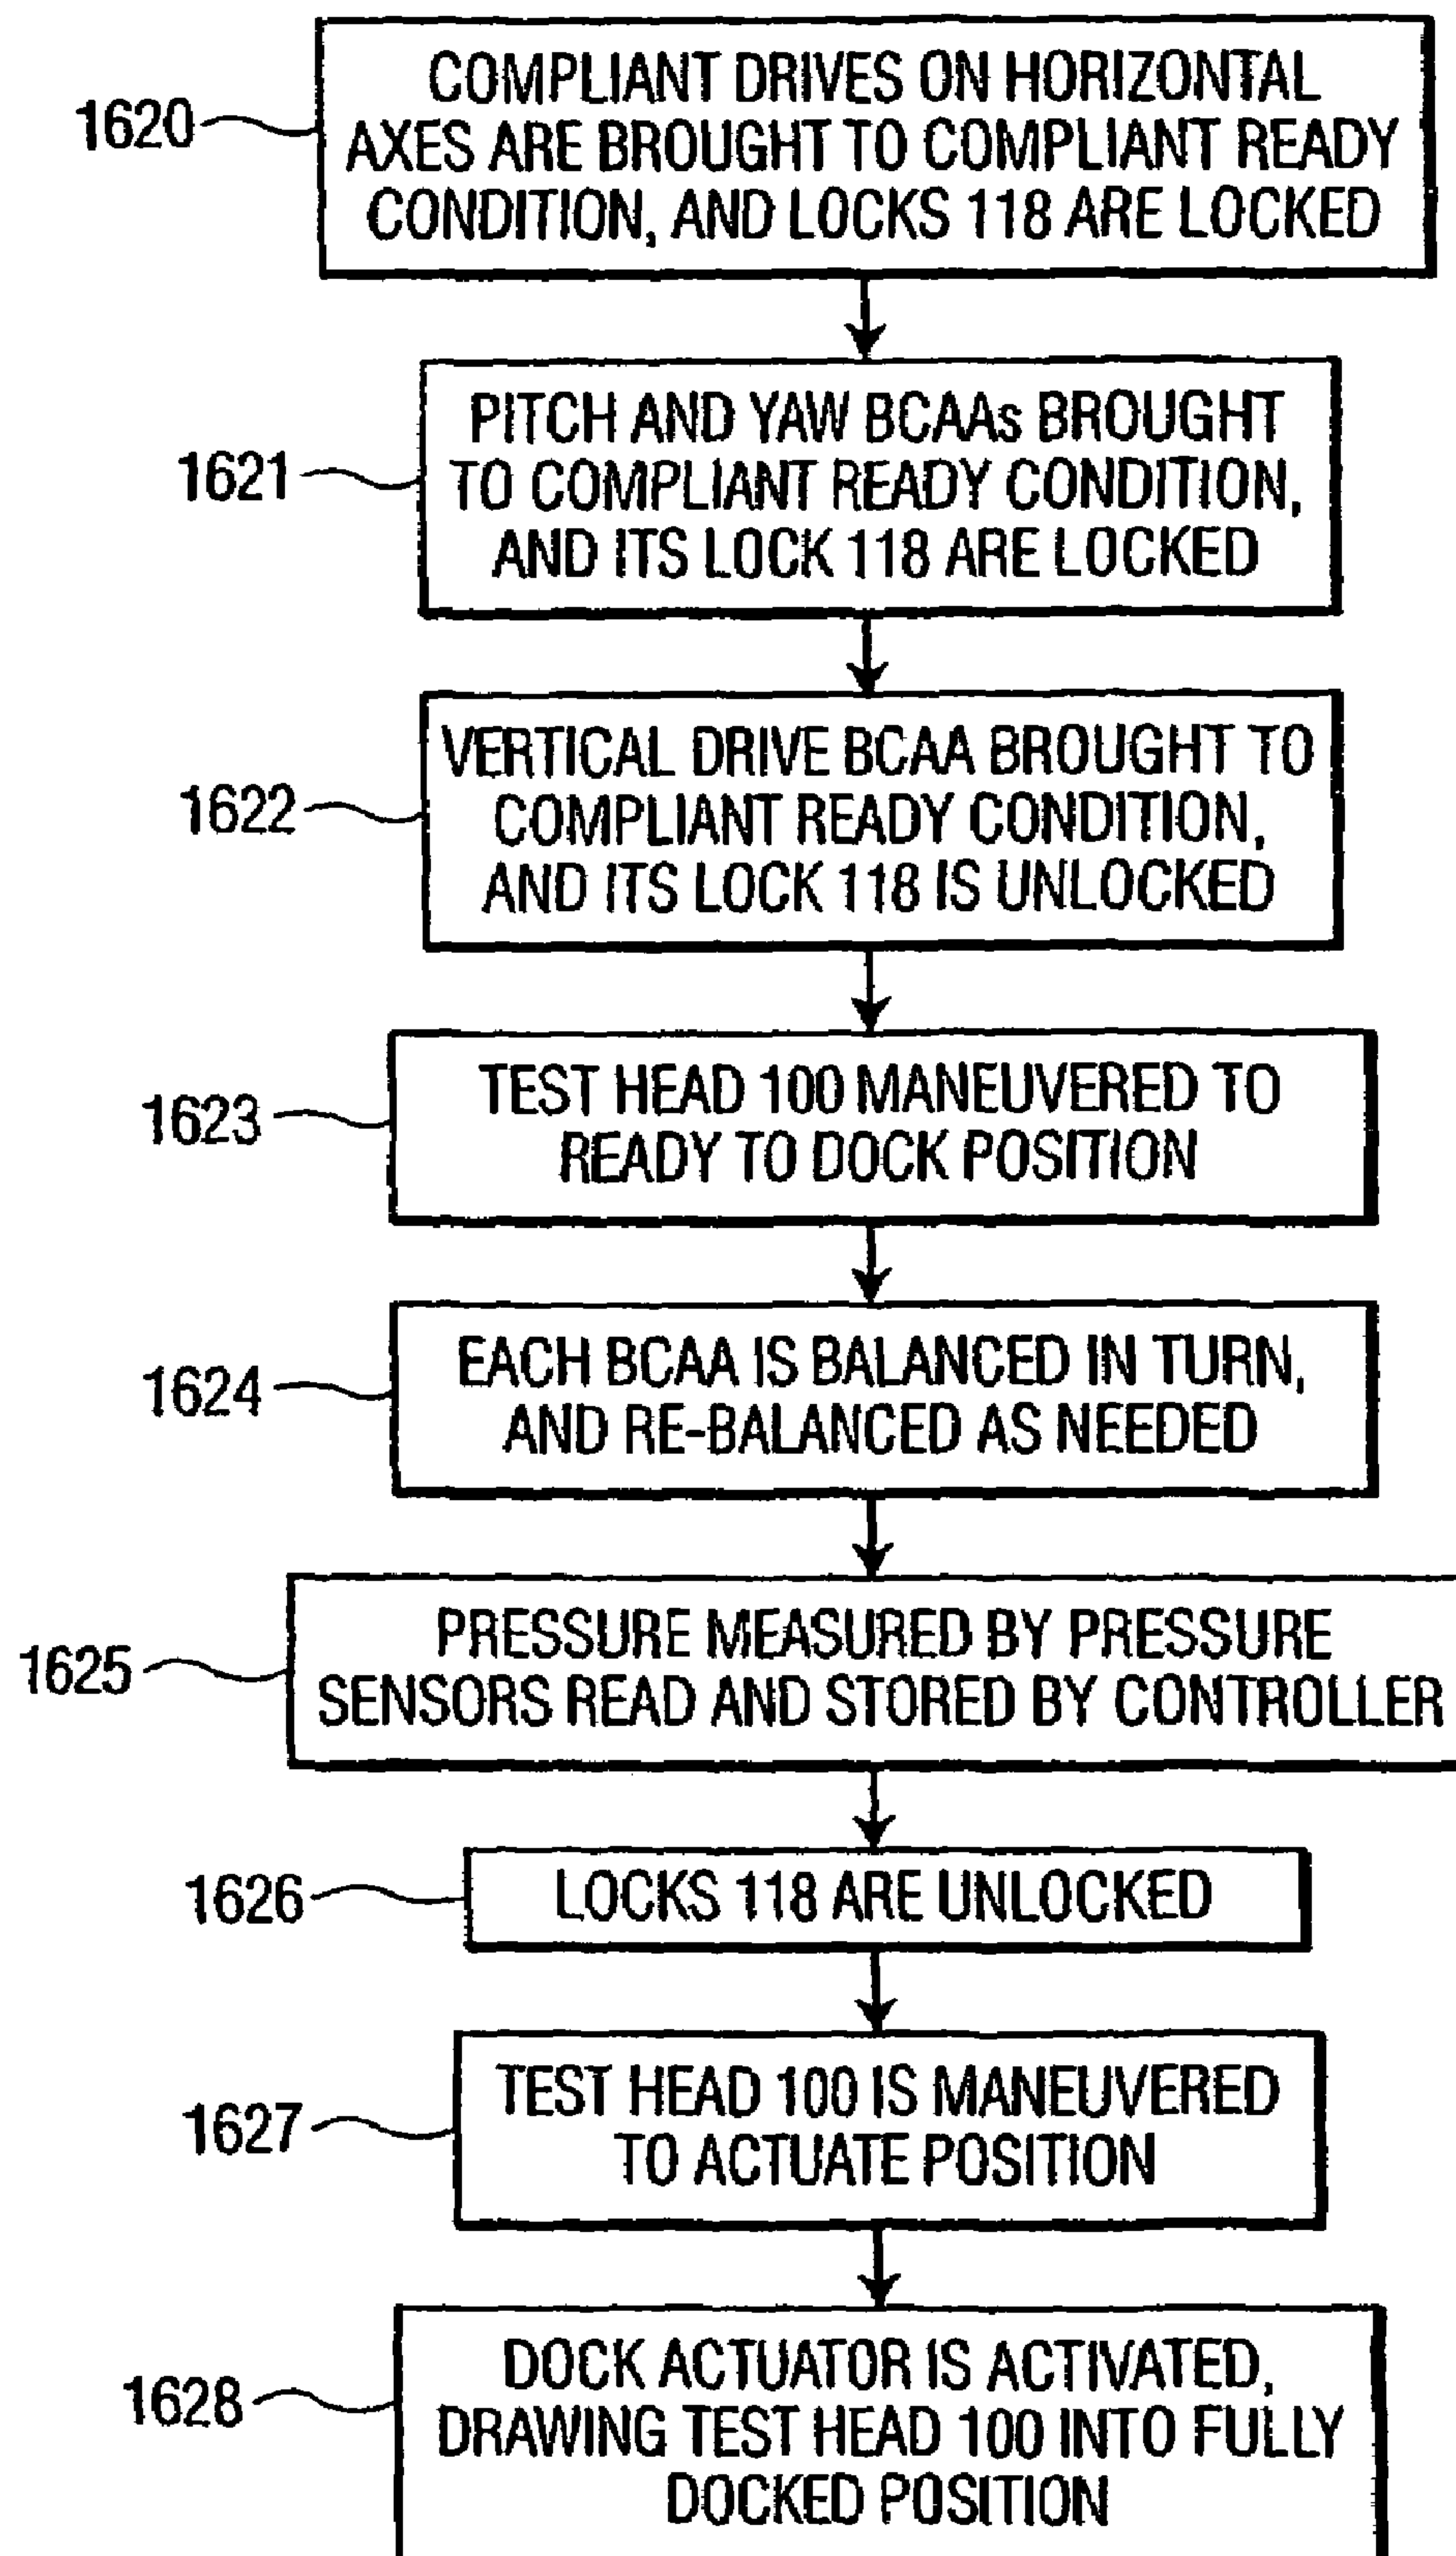 COMPLIANT DRIVES ON HORIZONTAL
1620
AXES ARE BROUGHT TO COMPLIANT READY
CONDITION, AND LOCKS 118 ARE LOCKED
PITCH AND YAW BCAAs BROUGHT
1621
TO COMPLIANT READY CONDITION,
AND ITS LOCK 118 ARE LOCKED
VERTICAL DRIVE BCAA BROUGHT TO
1622
COMPLIANT READY CONDITION,
AND ITS LOCK 118 IS UNLOCKED
1623
TEST HEAD 100 MANEUVERED TO
READY TO DOCK POSITION
1624
EACH BCAA IS BALANCED IN TURN,
AND RE-BALANCED AS NEEDED
1625
PRESSURE MEASURED BY PRESSURE
SENSORS READ AND STORED BY CONTROLLER
1626
LOCKS 118 ARE UNLOCKED
1627
TEST HEAD 100 IS MANEUVERED
TO ACTUATE POSITION
1628
DOCK ACTUATOR IS ACTIVATED,
DRAWING TEST HEAD 100 INTO FULLY
DOCKED POSITION